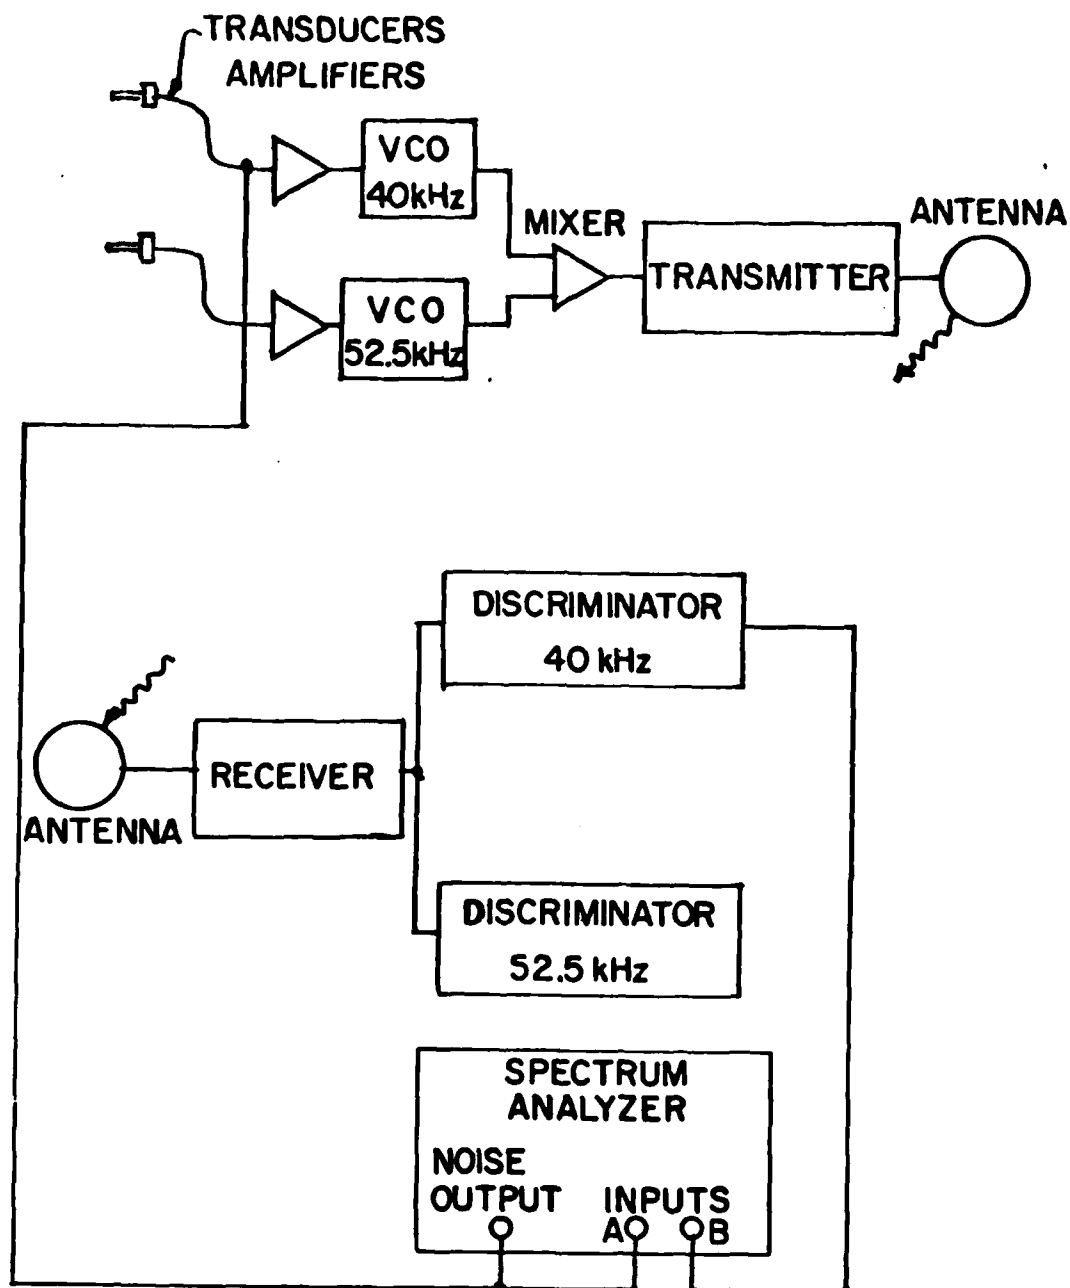 TRANSDUCERS
AMPLIFIERS
VCO
40kHz
MIXER
ANTENNA
TRANSMITTER
VCO
52.5kHz
DISCRIMINATOR
40 kHz
RECEIVER
ANTENNA
DISCRIMINATOR
52.5 kHz
SPECTRUM
ANALYZER
NOISE
OUTPUT
INPUTS
A
B